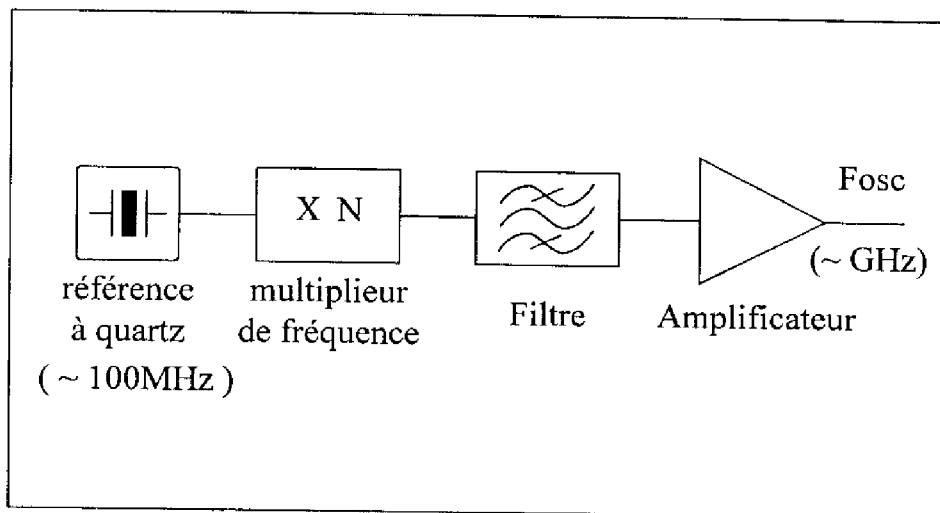 X N
Fosc
(~ GHz)
référence
à quartz
( ~ 100MHz )
multiplieur
de fréquence
Filtre
Amplificateur